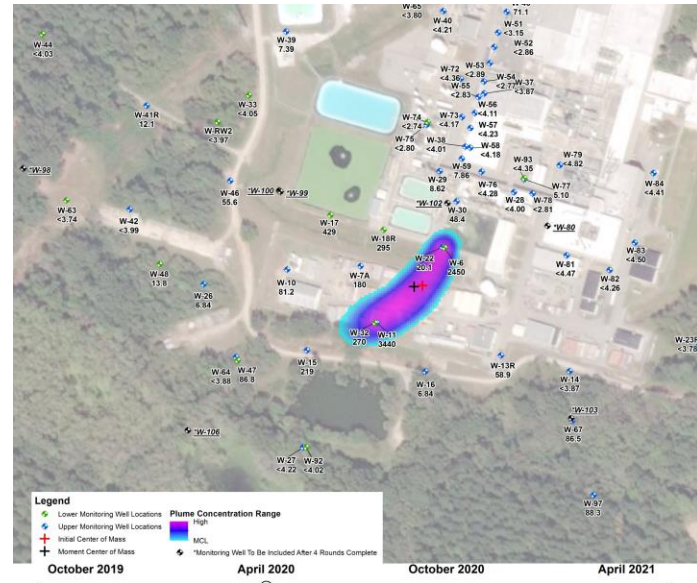 W-65
<3.80
W-40
<4.21
71.1
W-51
<3.15
W-44
<4.03
W-39
7.39
W-52
<2.86
W-53
<2.89
W-72
<4.36
W-54
<2.77
W-37
<3.87
W-55
<2.83
W-33
<4.05
W-41R
12.1
W-56
<4.11
W-74
<2.74
W-73
<4.17
W-RW2
<3.97
W-57
<4.23
W-75
<2.80
W-38
<4.01
W-58
<4.18
W-59
7.86
W-93
<4.35
W-79
<4.82
*W-98
W-29
8.62
W-76
<4.28
W-77
5.10
W-84
<4.41
W-46
55.6
*W-100
*W-99
W-28
<4.00
W-78
<2.81
W-63
<3.74
W-42
<3.99
*W-102
W-30
48.4
W-17
429
*W-80
W-18R
295
W-83
<4.50
W-22
20.1
W-6
2450
W-81
<4.47
W-48
13.8
W-10
81.2
W-7A
180
W-82
<4.26
W-26
6.84
W-32
270
W-11
3440
W-23R
<3.78
W-15
219
W-64
<3.88
W-47
86.8
W-13R
58.9
W-16
6.84
W-14
<3.87
*W-103
W-67
86.5
*W-106
W-27
<4.22
W-92
<4.02
W-97
88.3
Legend
Lower Monitoring Well Locations
Upper Monitoring Well Locations
Initial Center of Mass
Moment Center of Mass
Plume Concentration Range
High
MCL
*Monitoring Well To Be Included After 4 Rounds Complete
October 2019
April 2020
October 2020
April 2021